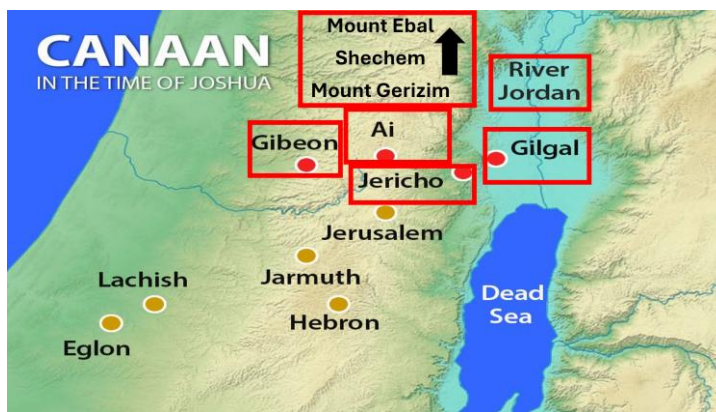 CANAAN
IN THE TIME OF JOSHUA
Mount Ebal
Shechem
Mount Gerizim
River
Jordan
Ai
Gibeon
Gilgal
Jericho
Jerusalem
Jarmuth
Lachish
Hebron
Eglon
Dead
Sea